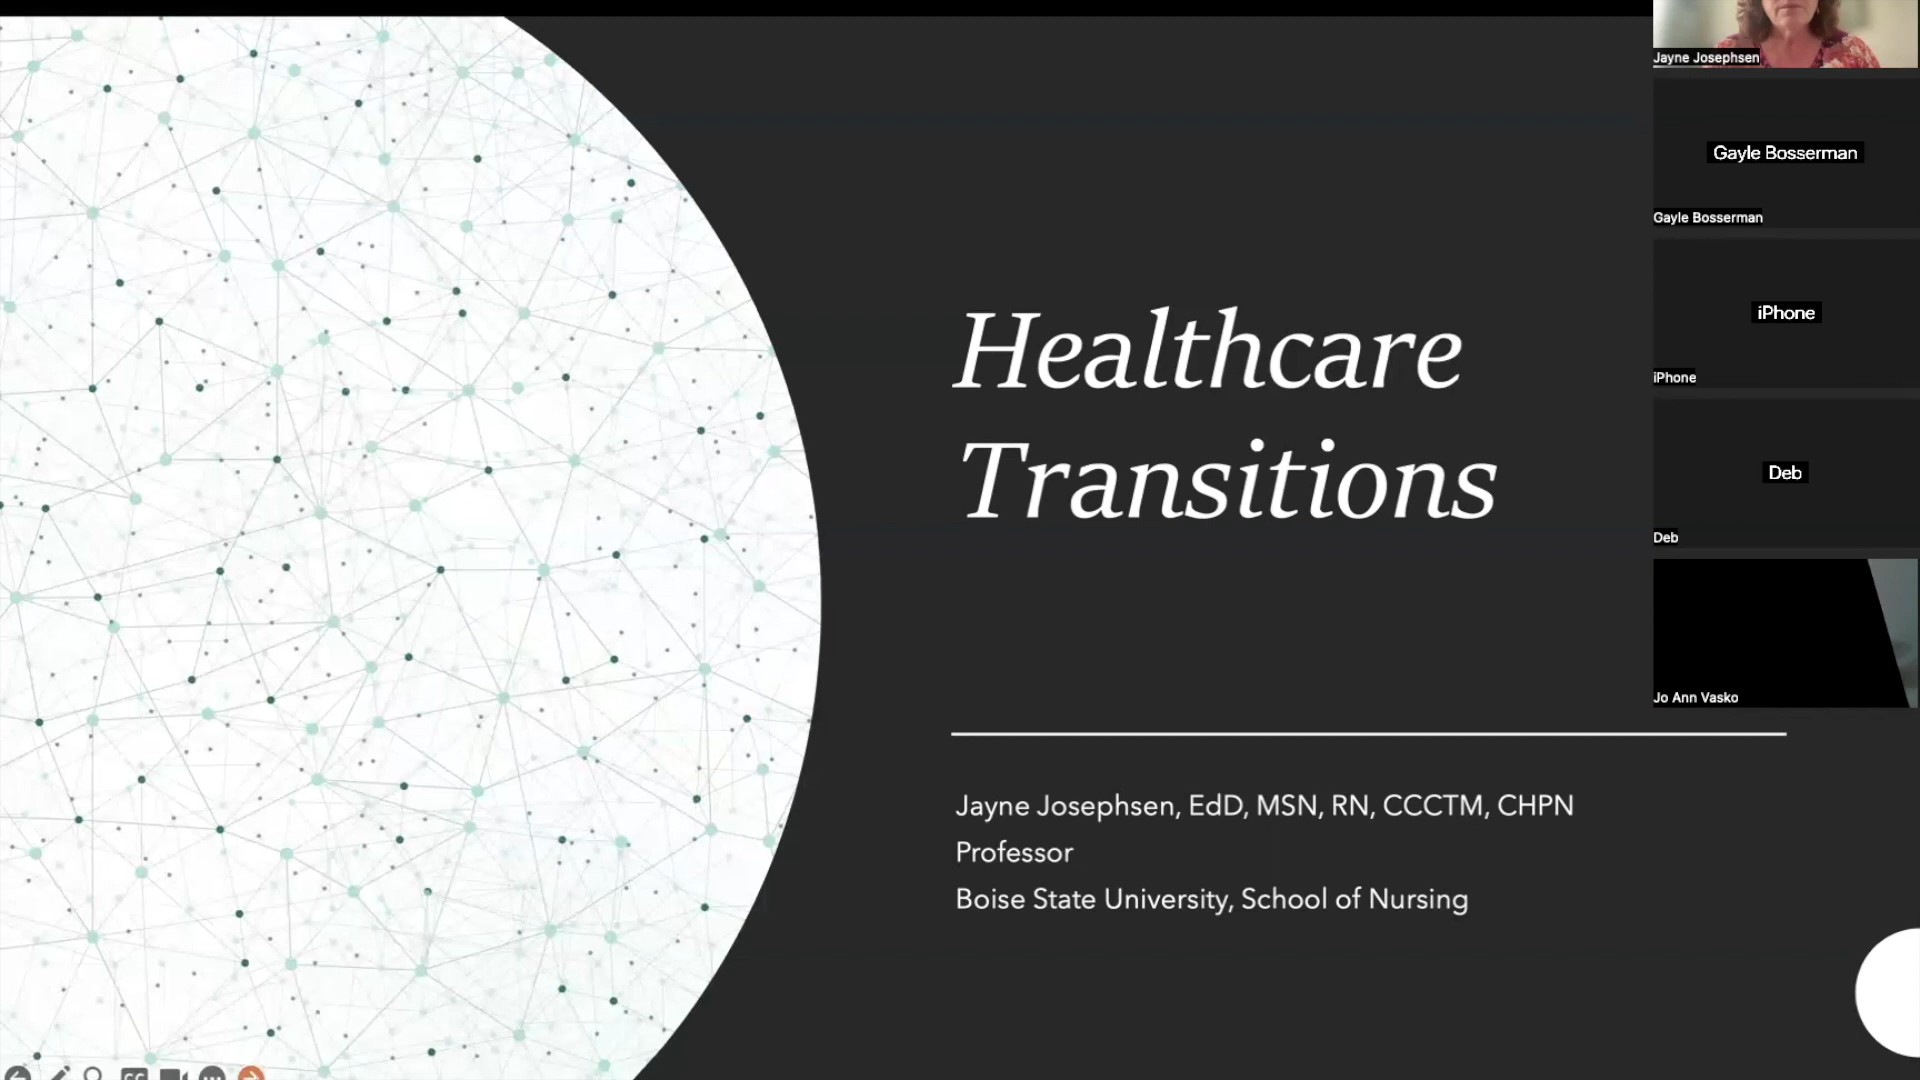 Healthcare
Transitions
Jayne Josephsen, EdD, MSN, RN, CCCTM, CHPN
Professor
Boise State University, School of Nursing
Jayne Josephsen
Gayle Bosserman
Gayle Bosserman
iPhone
iPhone
Deb
Deb
Jo Ann Vasko
CC